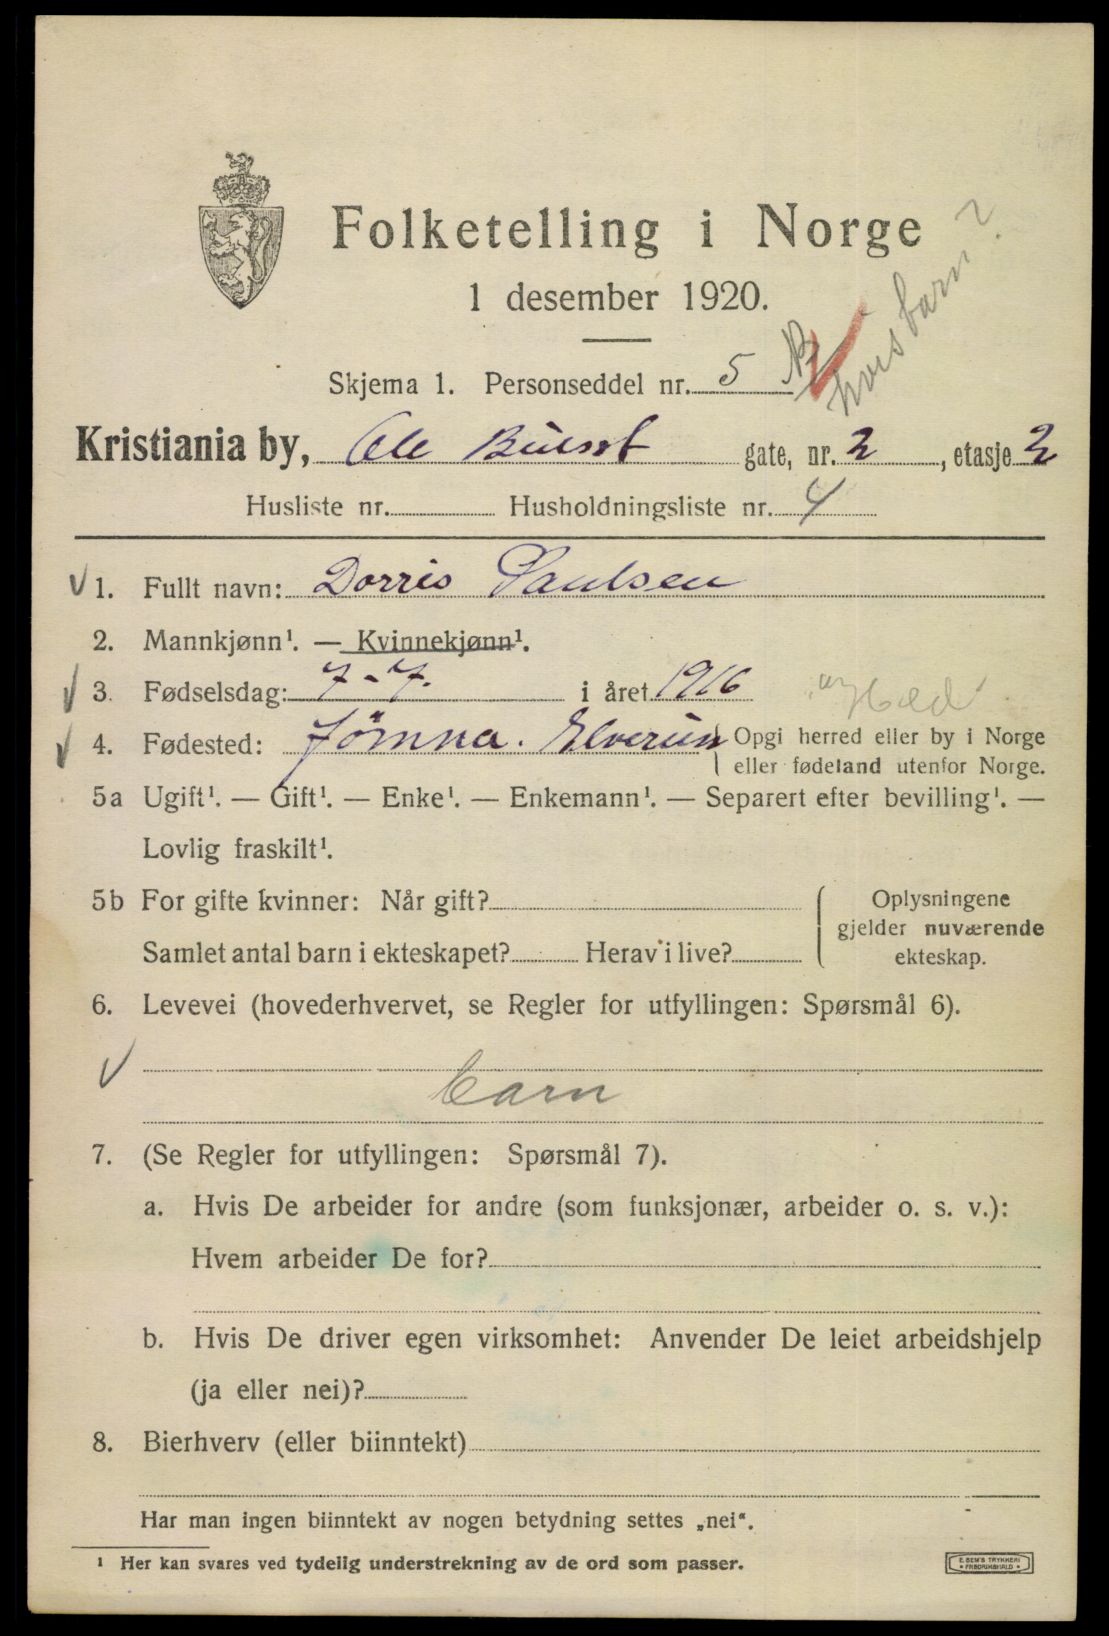 Folketelling i Norge
1 desember 1920.
hvis barn?
Skjema 1. Personseddel nr. 5
Kristiania by, Ole Bulls gate, nr. 2, etasje 2
Husliste nr. Husholdningsliste nr. 4
√ 1. Fullt navn: Dorris Paulsen
2. Mannkjønn¹. — Kvinnekjønn¹.
√ 3. Fødselsdag: 7-7. i året 1916
√ 4. Fødested: Jømna. Elverum Opgi herred eller by i Norge
eller fødeland utenfor Norge.
5a Ugift¹. — Gift¹. — Enke¹. — Enkemann¹. — Separert efter bevilling¹. —
Lovlig fraskilt¹.
5b For gifte kvinner: Når gift? Oplysningene
gjelder nuværende
Samlet antal barn i ekteskapet? Herav i live? ekteskap.
6. Levevei (hovederhvervet, se Regler for utfyllingen: Spørsmål 6).
√
barn
7. (Se Regler for utfyllingen: Spørsmål 7).
a. Hvis De arbeider for andre (som funksjonær, arbeider o. s. v.):
Hvem arbeider De for?
b. Hvis De driver egen virksomhet: Anvender De leiet arbeidshjelp
(ja eller nei)?
8. Bierhverv (eller biinntekt)
Har man ingen biinntekt av nogen betydning settes „nei“.
¹ Her kan svares ved tydelig understrekning av de ord som passer.
E. SEM'S TRYKKERI
• FREDRIKSHALD •